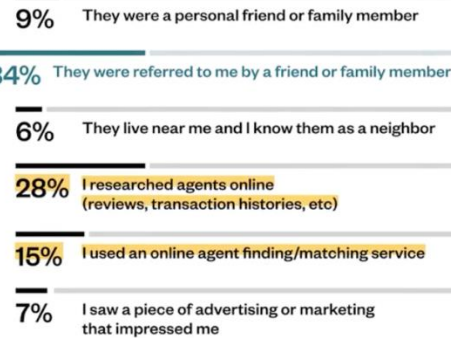 9% They were a personal friend or family member
34% They were referred to me by a friend or family member
6% They live near me and I know them as a neighbor
28% I researched agents online
(reviews, transaction histories, etc)
15% I used an online agent finding/matching service
7% I saw a piece of advertising or marketing
that impressed me